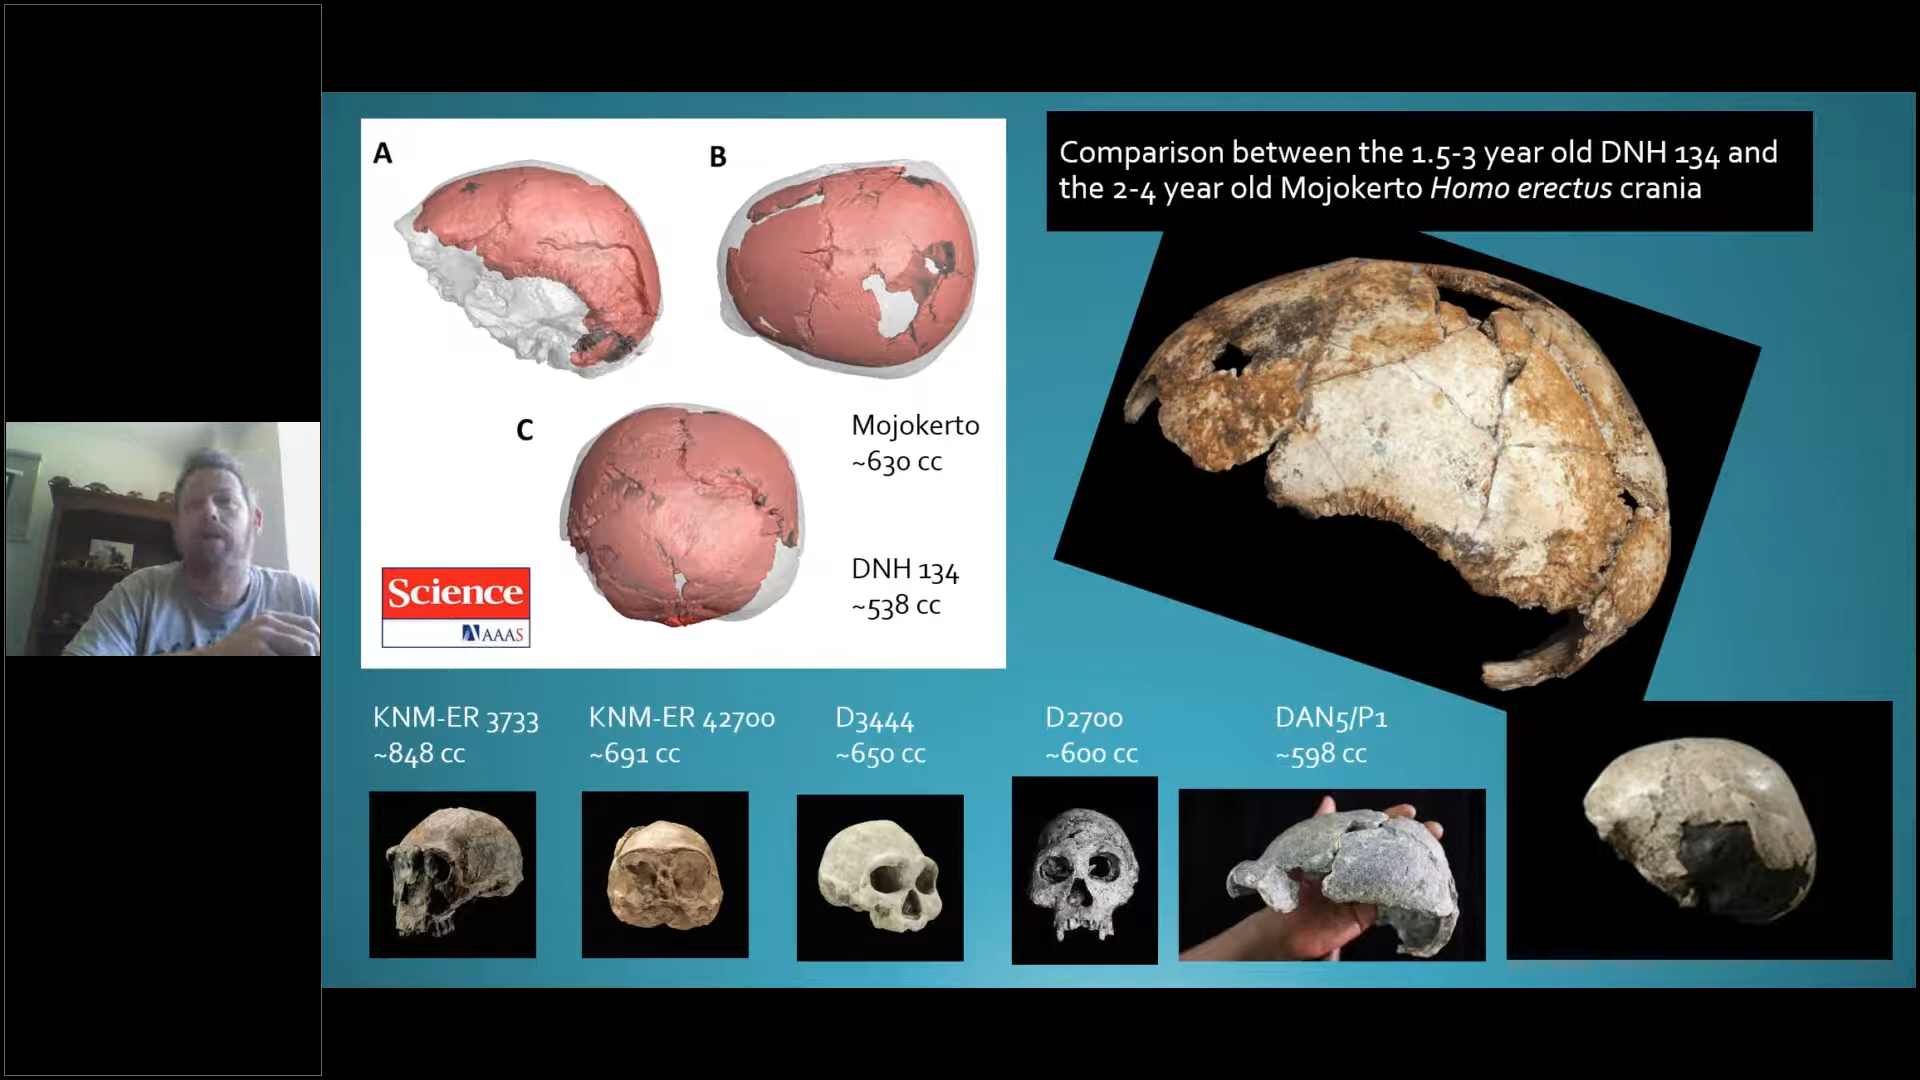 A
B
C
Mojokerto
~630 cc
DNH 134
~538 cc
Science
AAAS
Comparison between the 1.5-3 year old DNH 134 and
the 2-4 year old Mojokerto Homo erectus crania
KNM-ER 3733
~848 cc
KNM-ER 42700
~691 cc
D3444
~650 cc
D2700
~600 cc
DAN5/P1
~598 cc